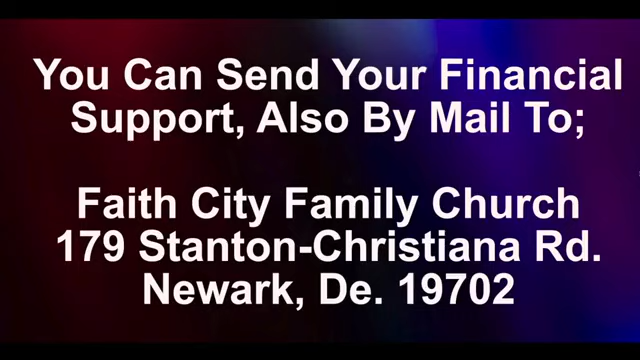 You Can Send Your Financial
Support, Also By Mail To;
Faith City Family Church
179 Stanton-Christiana Rd.
Newark, De. 19702